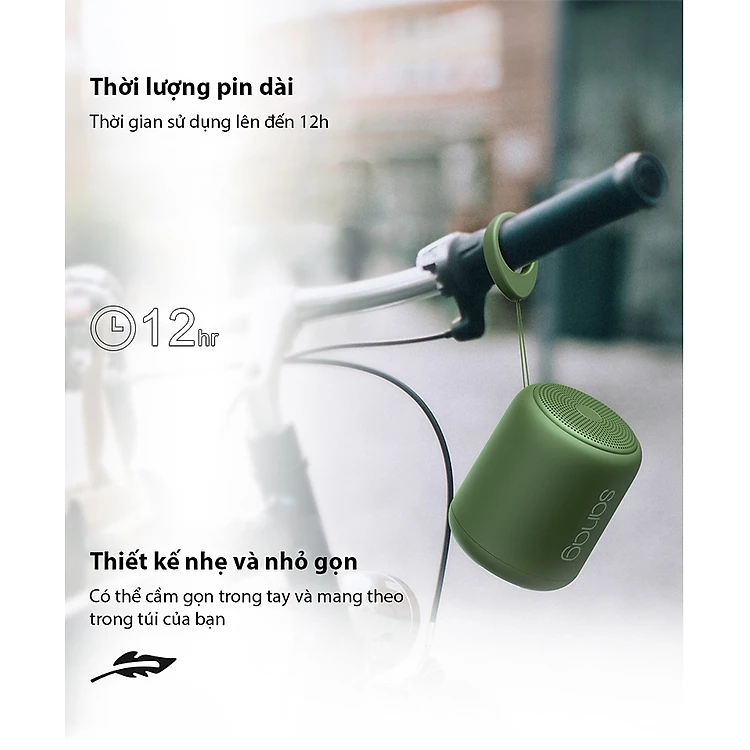 Thời lượng pin dài
Thời gian sử dụng lên đến 12h
12hr
sanag
Thiết kế nhẹ và nhỏ gọn
Có thể cầm gọn trong tay và mang theo
trong túi của bạn